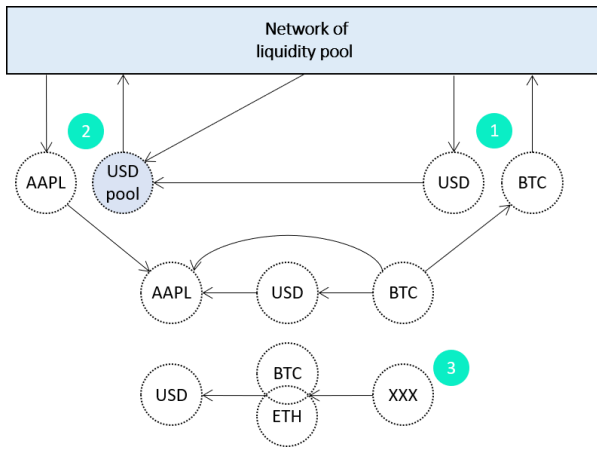 Network of
liquidity pool
2
1
AAPL
USD
pool
USD
BTC
AAPL
USD
BTC
BTC
3
USD
XXX
ETH